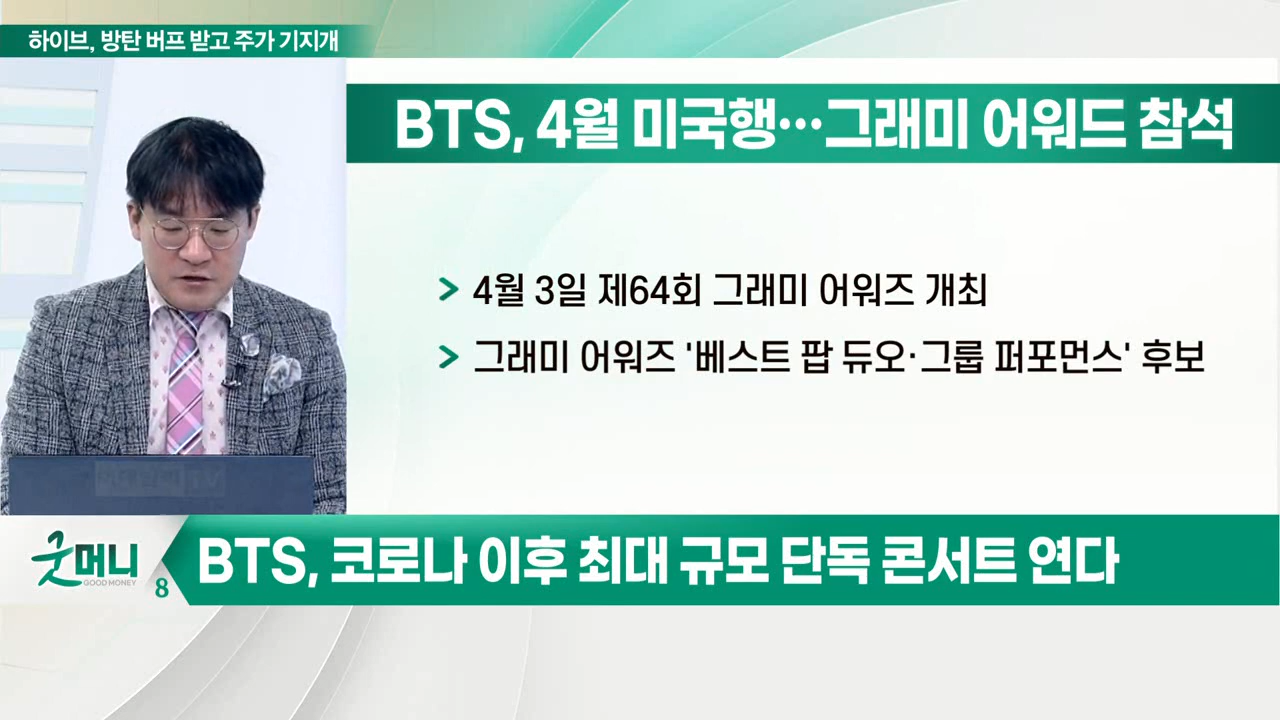 하이브, 방탄 버프 받고 주가 기지개
BTS, 4월 미국행…그래미 어워드 참석
> 4월 3일 제64회 그래미 어워즈 개최
> 그래미 어워즈 '베스트 팝 듀오·그룹 퍼포먼스' 후보
굿머니
GOOD MONEY
8
BTS, 코로나 이후 최대 규모 단독 콘서트 연다